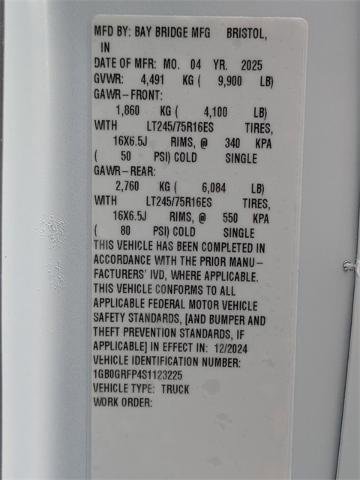 MFD BY: BAY BRIDGE MFG BRISTOL,
IN
DATE OF MFR: MO. 04 YR. 2025
GVWR: 4,491 KG ( 9,900 LB)
GAWR-FRONT:
1,860 KG ( 4,100 LB)
WITH LT245/75R16ES TIRES,
16X6.5J RIMS, @ 340 KPA
( 50 PSI) COLD SINGLE
GAWR-REAR:
2,760 KG ( 6,084 LB)
WITH LT245/75R16ES TIRES,
16X6.5J RIMS, @ 550 KPA
( 80 PSI) COLD SINGLE
THIS VEHICLE HAS BEEN COMPLETED IN
ACCORDANCE WITH THE PRIOR MANU-
FACTURERS' IVD, WHERE APPLICABLE.
THIS VEHICLE CONFORMS TO ALL
APPLICABLE FEDERAL MOTOR VEHICLE
SAFETY STANDARDS, [AND BUMPER AND
THEFT PREVENTION STANDARDS, IF
APPLICABLE] IN EFFECT IN: 12/2024
VEHICLE IDENTIFICATION NUMBER:
1GB0GRFP4S1123225
VEHICLE TYPE: TRUCK
WORK ORDER: